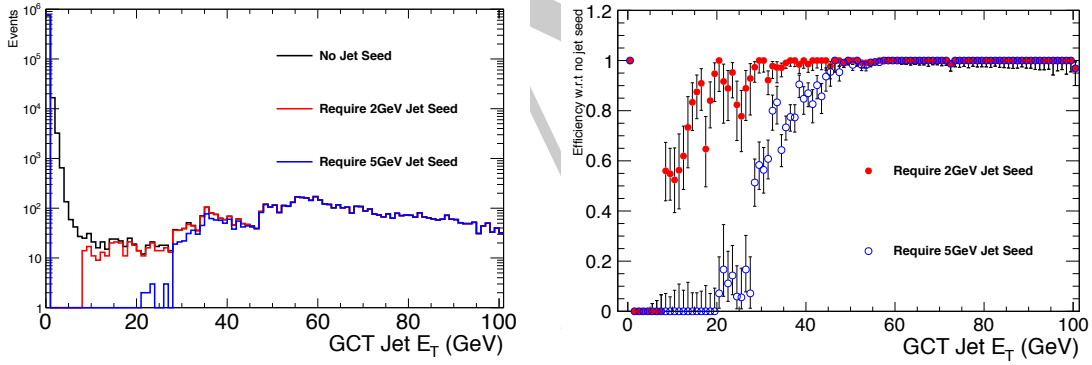 Events
10^6
10^5
10^4
10^3
10^2
10
1
No Jet Seed
Require 2GeV Jet Seed
Require 5GeV Jet Seed
0 20 40 60 80 100
GCT Jet E_T (GeV)
Efficiency w.r.t no jet seed
1.2
1
0.8
0.6
0.4
0.2
0
Require 2GeV Jet Seed
Require 5GeV Jet Seed
0 20 40 60 80 100
GCT Jet E_T (GeV)